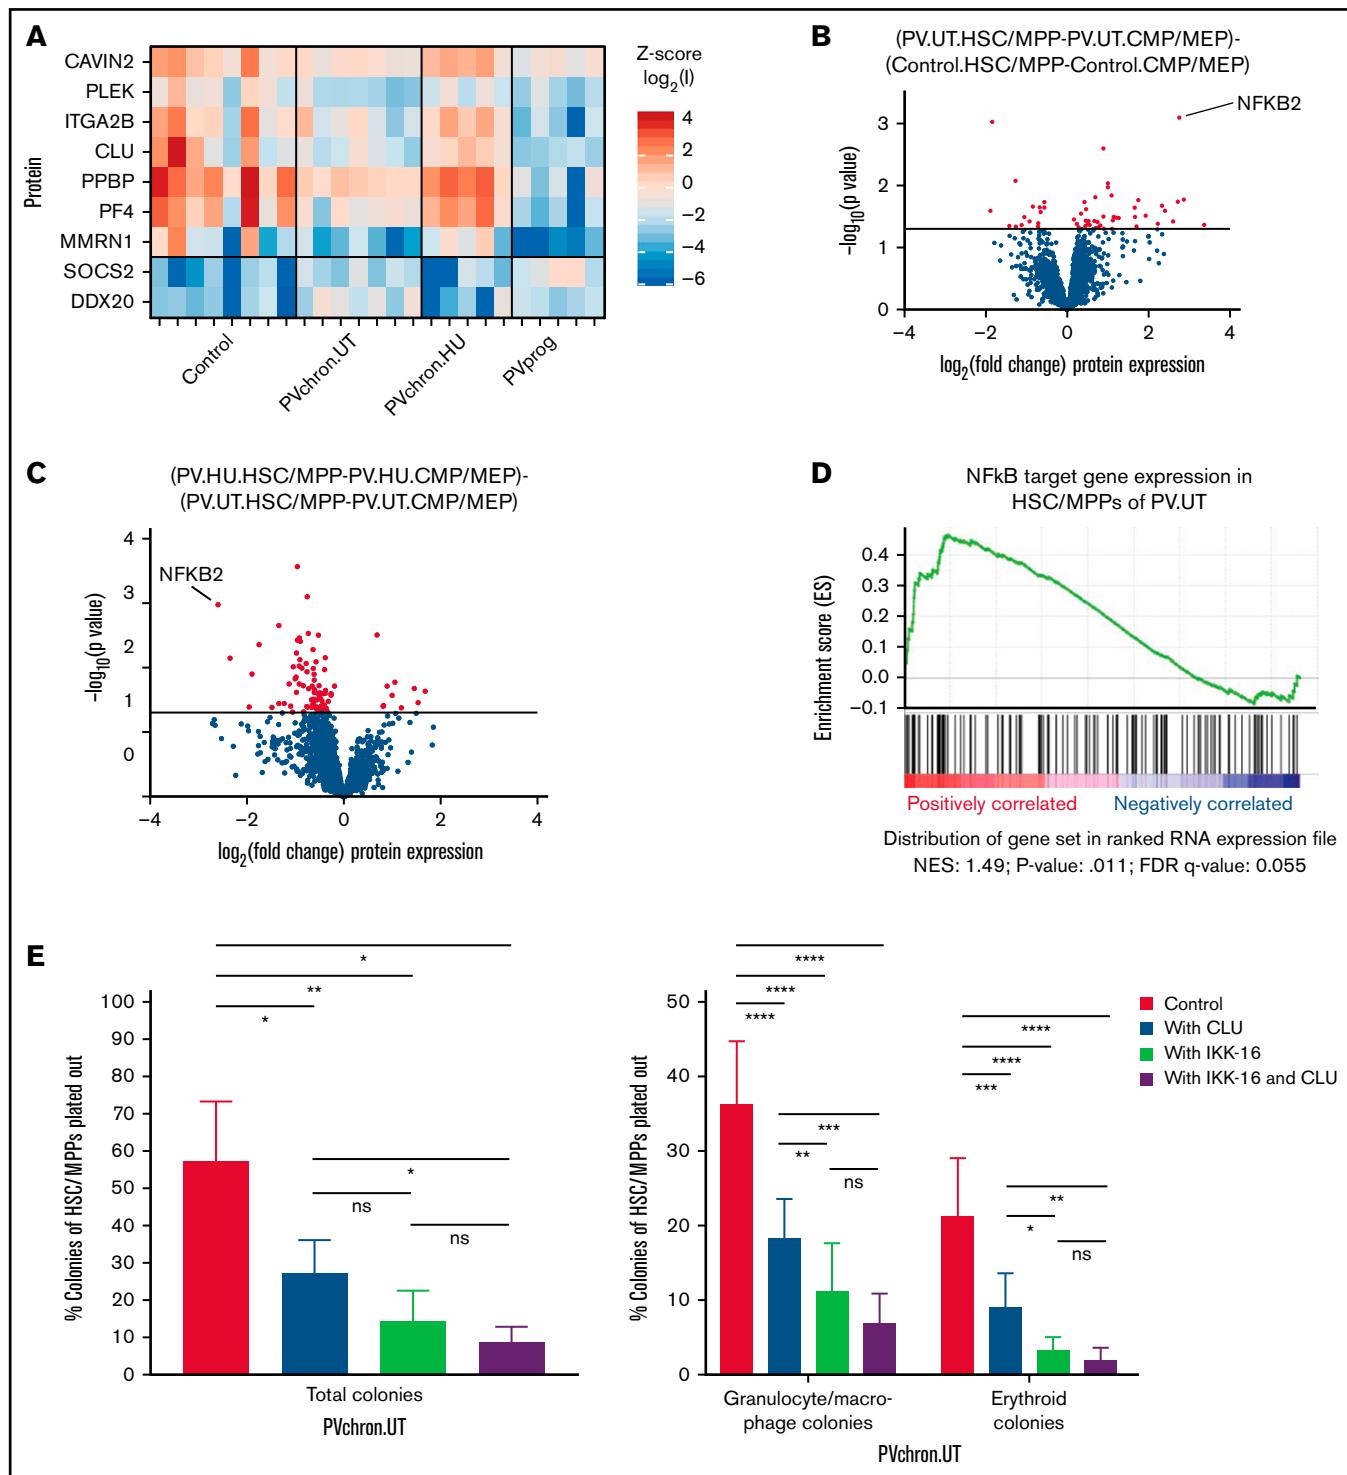 A
CAVIN2
PLEK
ITGA2B
CLU
PPBP
PF4
MMRN1
SOCS2
DDX20
Protein
Control
PVchron.UT
PVchron.HU
PVprog
Z-score
log2(I)
4
2
0
−2
−4
−6
B
(PV.UT.HSC/MPP-PV.UT.CMP/MEP)-
(Control.HSC/MPP-Control.CMP/MEP)
NFKB2
3
2
1
0
−log10(p value)
−4
−2
0
2
4
log2(fold change) protein expression
C
(PV.HU.HSC/MPP-PV.HU.CMP/MEP)-
(PV.UT.HSC/MPP-PV.UT.CMP/MEP)
NFKB2
4
3
2
1
0
−log10(p value)
−4
−2
0
2
4
log2(fold change) protein expression
D
NFkB target gene expression in
HSC/MPPs of PV.UT
0.4
0.3
0.2
0.1
0.0
−0.1
Enrichment score (ES)
Positively correlated
Negatively correlated
Distribution of gene set in ranked RNA expression file
NES: 1.49; P-value: .011; FDR q-value: 0.055
E
*
**
*
100
90
80
70
60
50
40
30
20
10
0
% Colonies of HSC/MPPs plated out
*
ns
ns
Total colonies
PVchron.UT
****
****
****
50
40
30
20
10
0
% Colonies of HSC/MPPs plated out
***
**
ns
****
****
***
**
*
ns
Granulocyte/macro-
phage colonies
Erythroid
colonies
PVchron.UT
Control
With CLU
With IKK-16
With IKK-16 and CLU